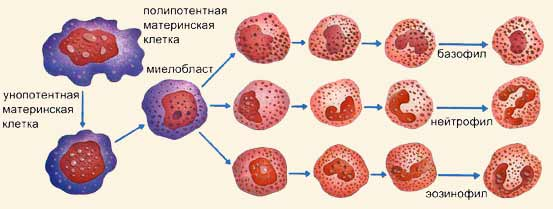 полипотентная
материнская
клетка
миелобласт
унопотентная
материнская
клетка
базофил
нейтрофил
эозинофил